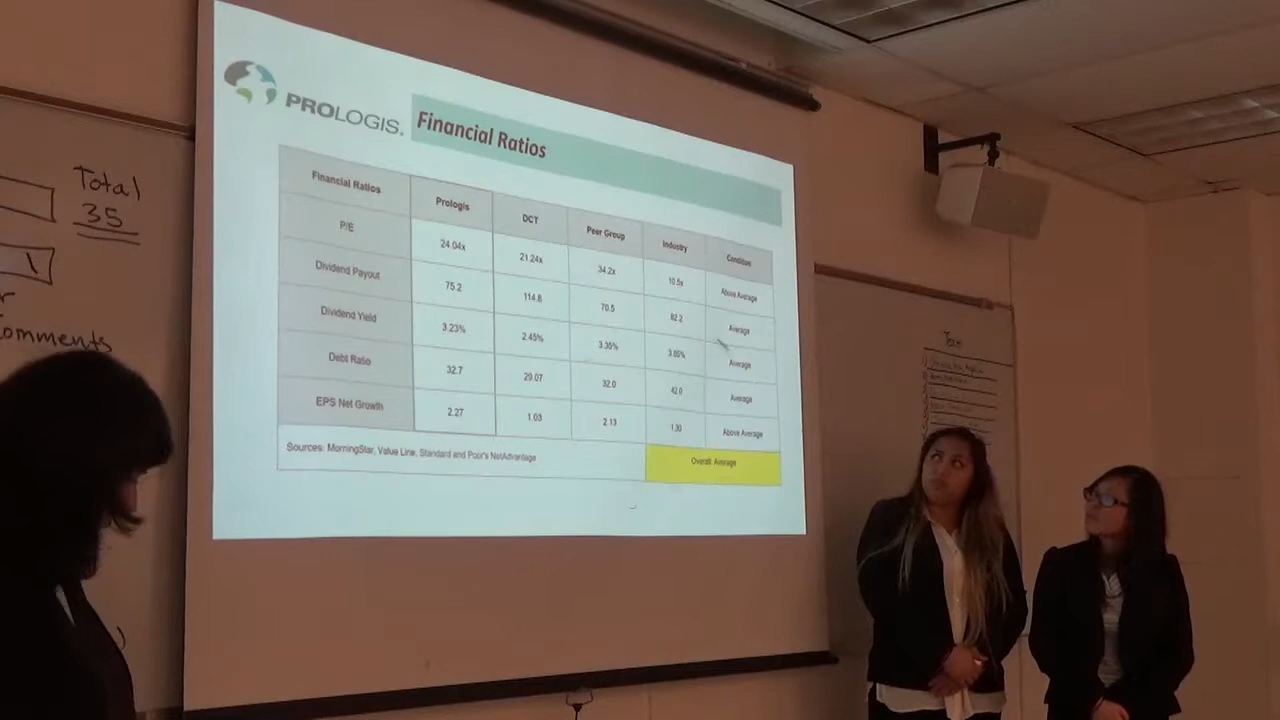 PROLOGIS.
Financial Ratios
Financial Ratios Prologis DCT Peer Group Industry Condition
P/E 24.04x 21.24x 34.2x 10.5x Above Average
Dividend Payout 75.2 114.8 70.5 82.2 Average
Dividend Yield 3.23% 2.45% 3.35% 3.85% Average
Debt Ratio 32.7 29.07 32.0 42.0 Average
EPS Net Growth 2.27 1.03 2.13 1.30 Above Average
Sources: MorningStar, Value Line, Standard and Poor's NetAdvantage Overall: Average
Total
35
1
r
omments
Team